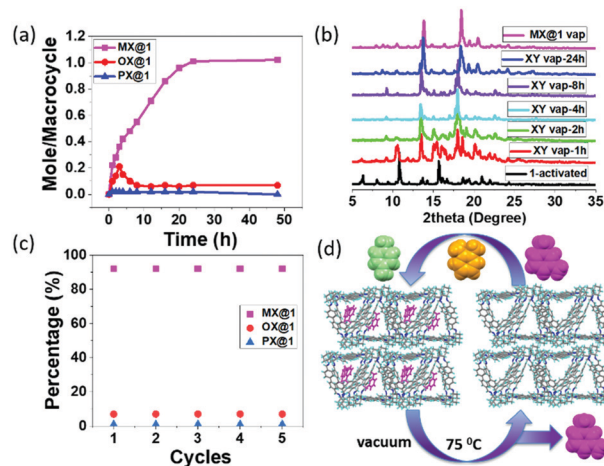 (a)
Mole/Macrocycle
1.2
1.0
0.8
0.6
0.4
0.2
0.0
MX@1
OX@1
PX@1
0 10 20 30 40 50
Time (h)
(b)
MX@1 vap
XY vap-24h
XY vap-8h
XY vap-4h
XY vap-2h
XY vap-1h
1-activated
5 10 15 20 25 30 35
2theta (Degree)
(c)
Percentage (%)
100
80
60
40
20
0
MX@1
OX@1
PX@1
1 2 3 4 5
Cycles
(d)
vacuum 75 ⁰C